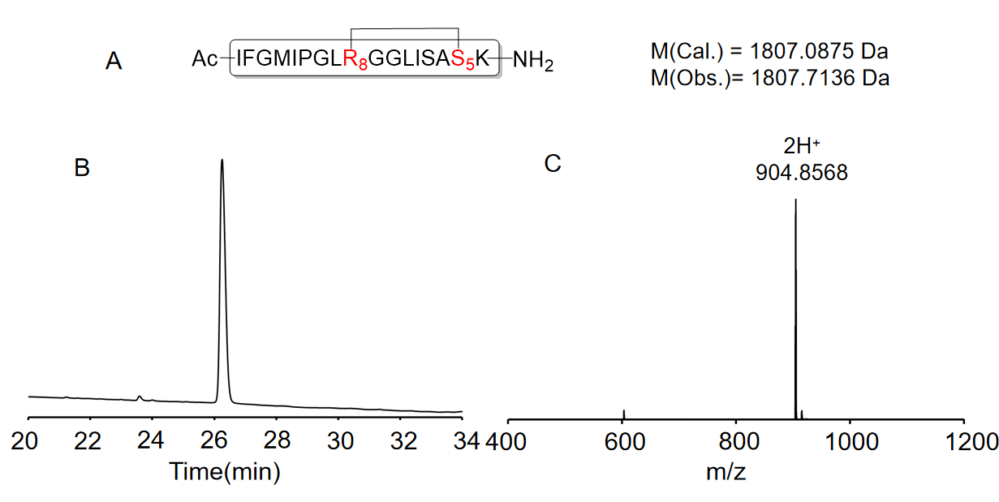 A
Ac-IFGMIPGLR8GGLISAS5K-NH2
M(Cal.) = 1807.0875 Da
M(Obs.)= 1807.7136 Da
B
20 22 24 26 28 30 32 34
Time(min)
C
2H+
904.8568
400 600 800 1000 1200
m/z